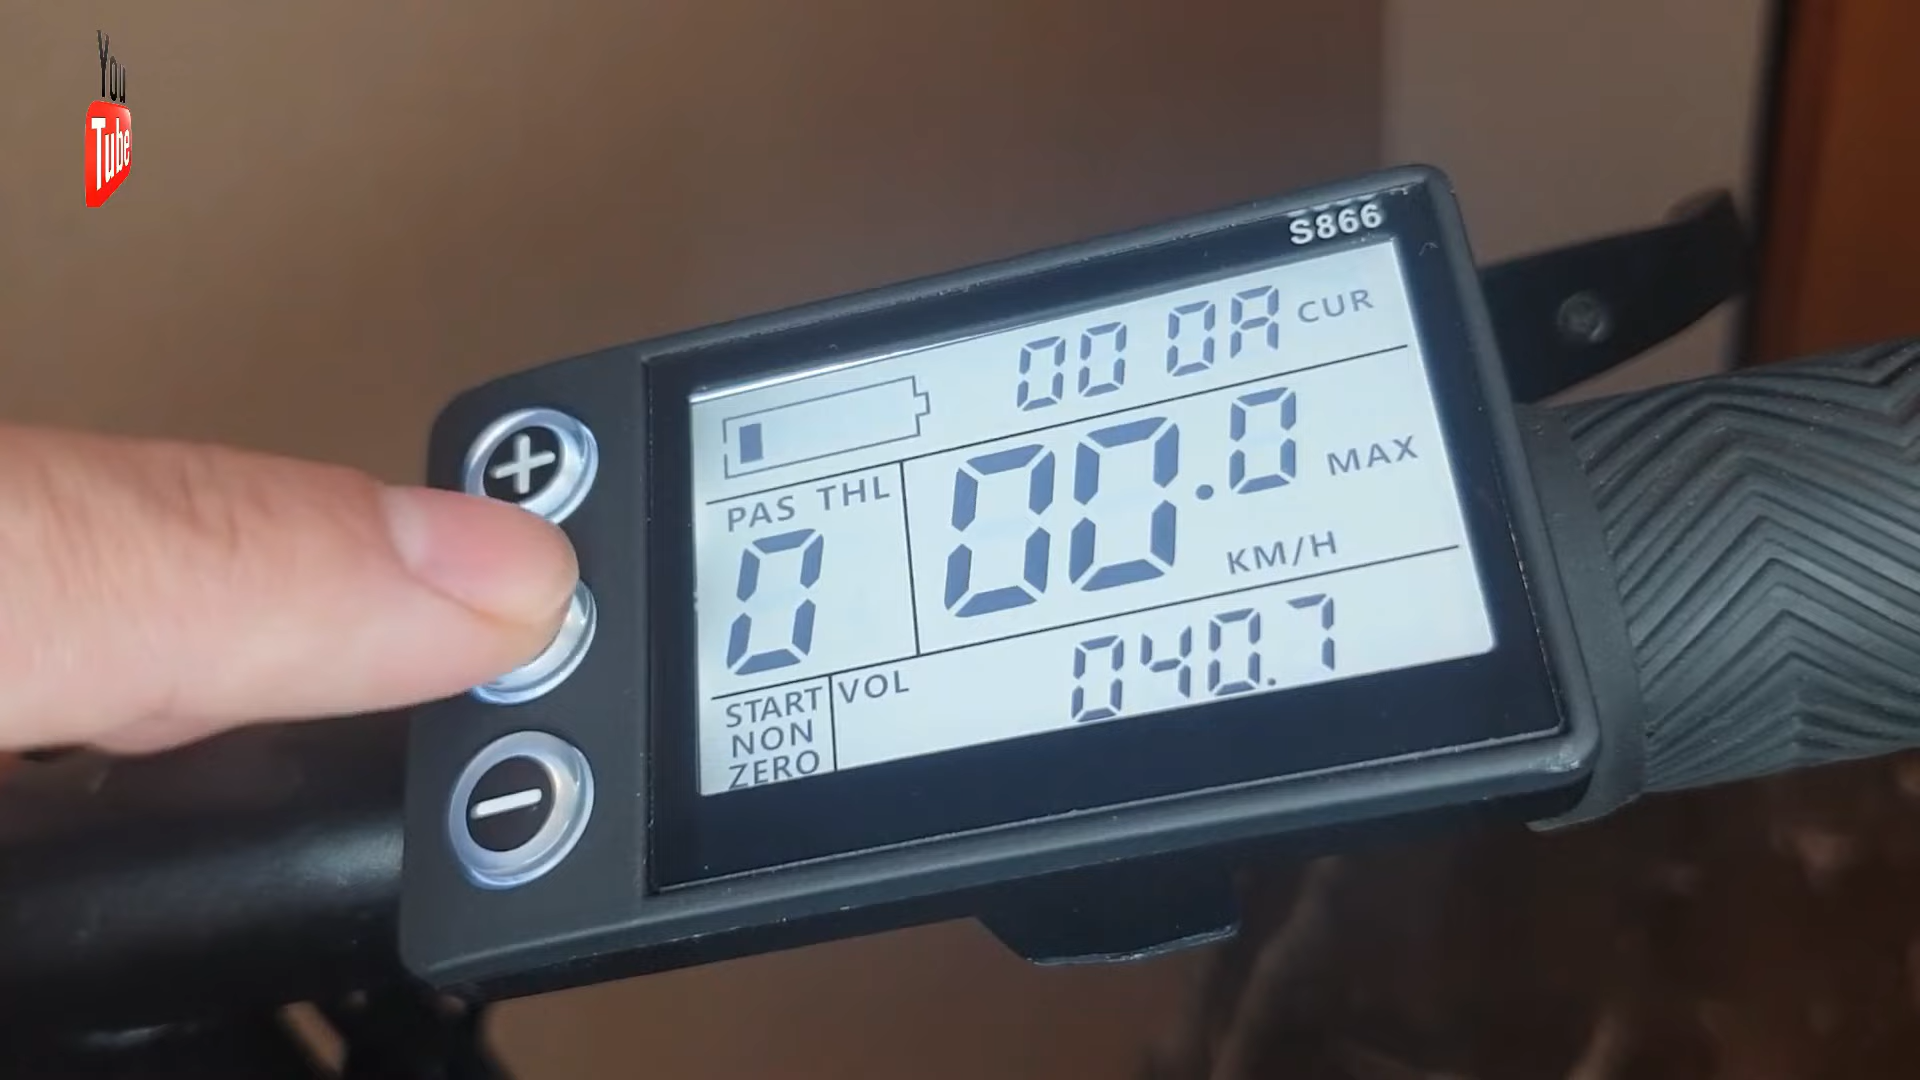 You
Tube
S866
00 0A CUR
PAS THL
00.0 MAX
KM/H
0
START
NON
ZERO
VOL
040.7